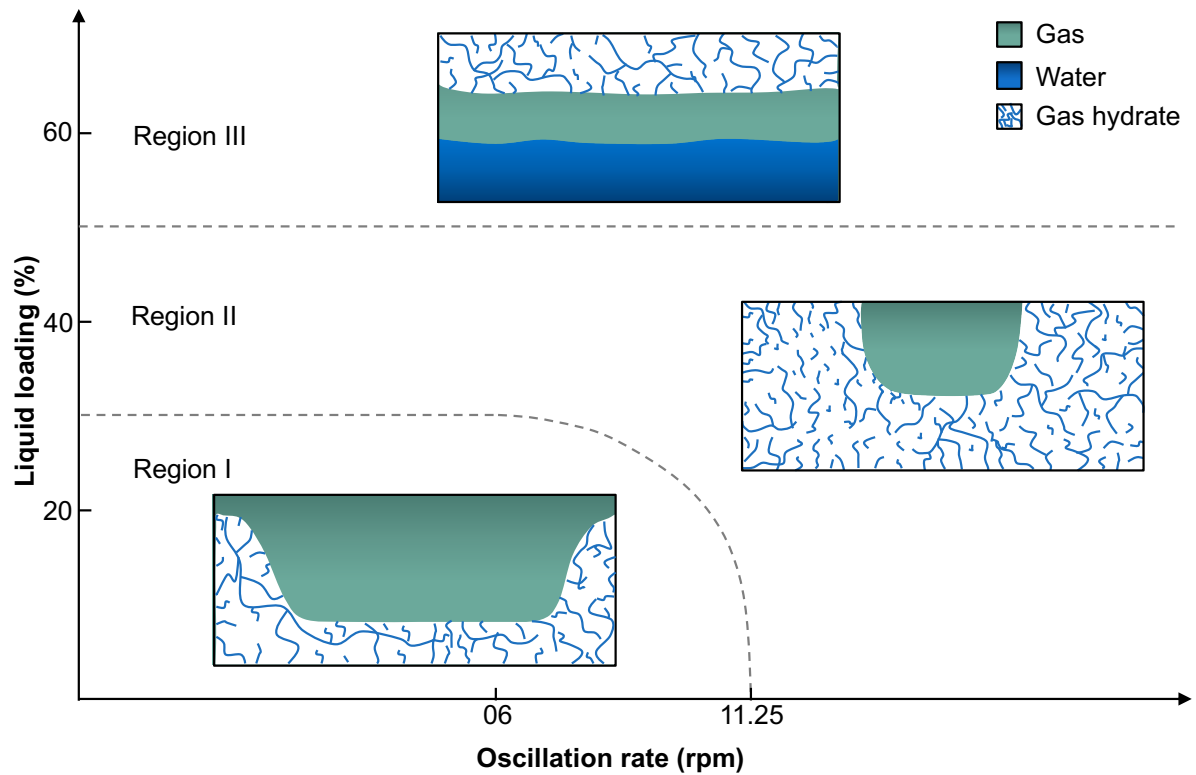 Gas
Water
Gas hydrate
60
Region III
Region II
40
Liquid loading (%)
Region I
20
06
11.25
Oscillation rate (rpm)